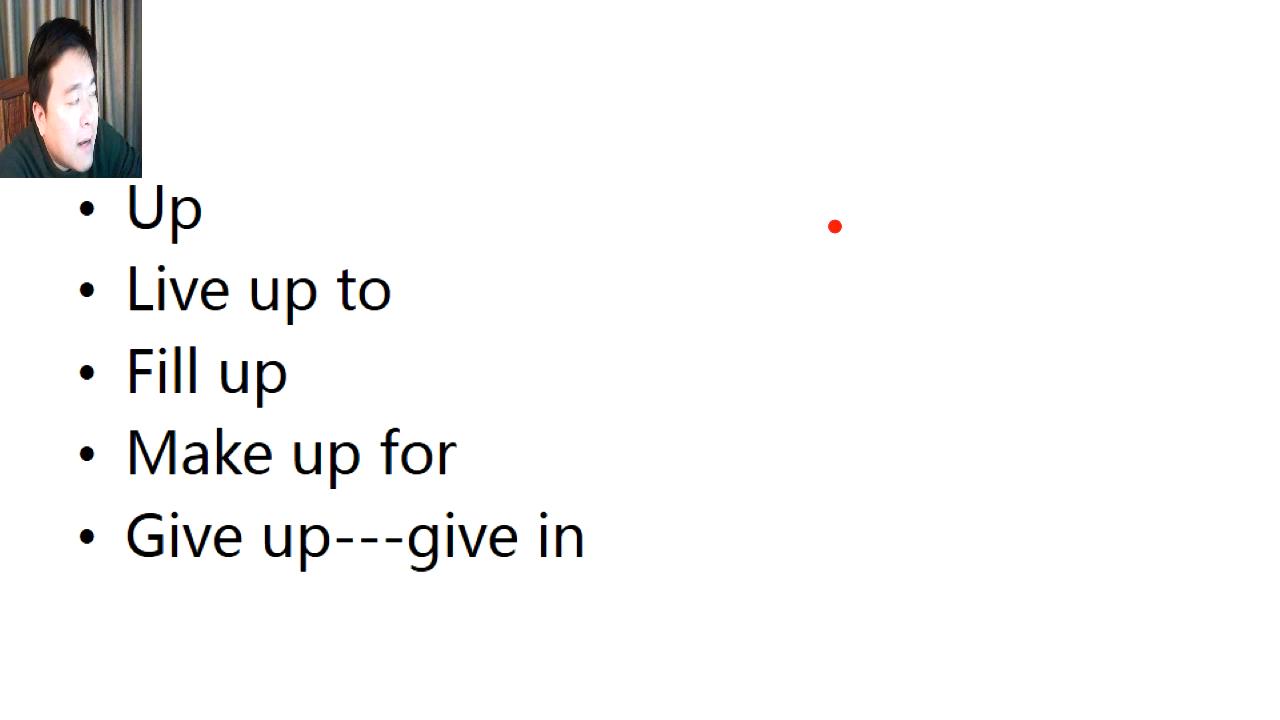 • Up
• Live up to
• Fill up
• Make up for
• Give up---give in